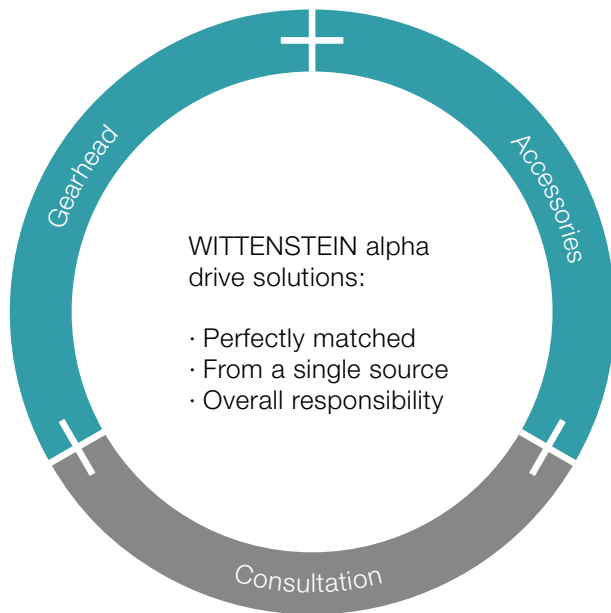 Gearhead
Accessories
WITTENSTEIN alpha
drive solutions:
· Perfectly matched
· From a single source
· Overall responsibility
Consultation